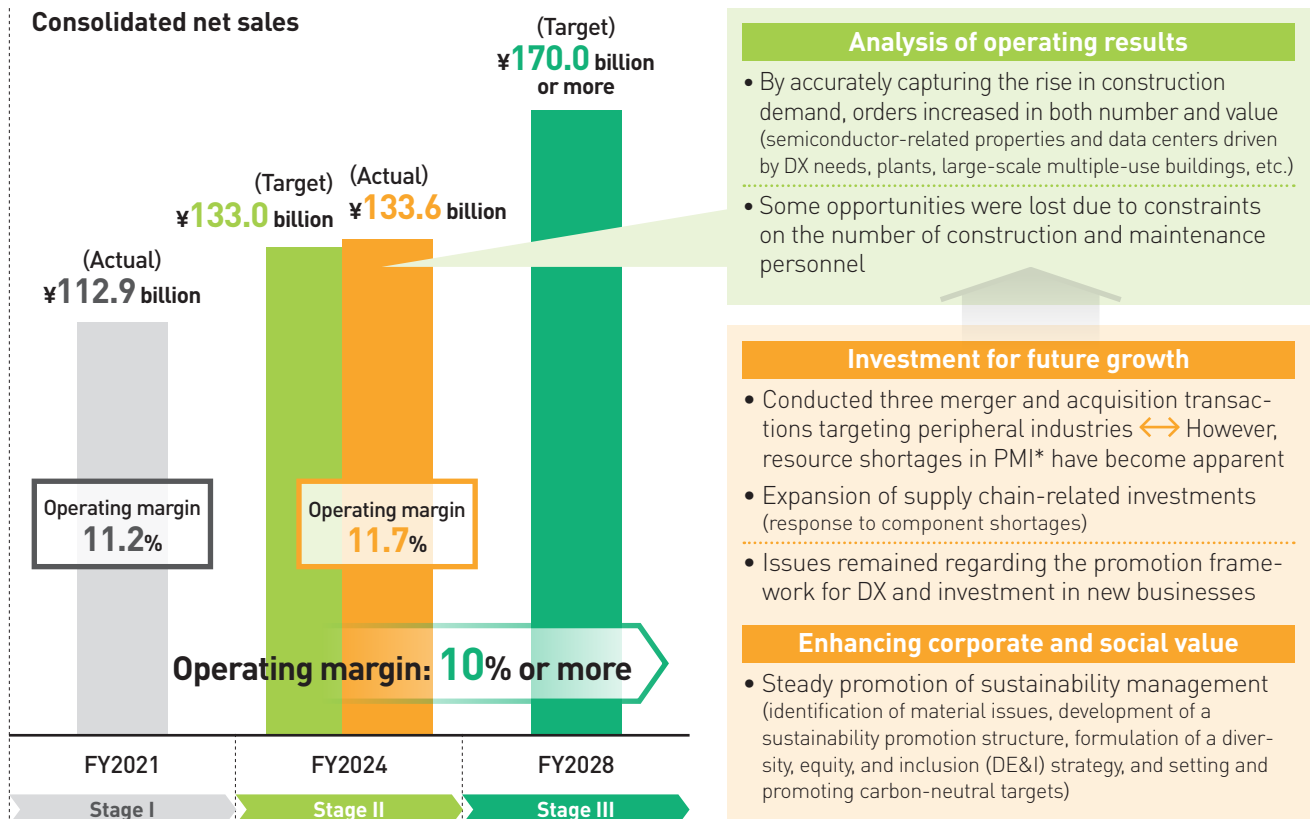 Consolidated net sales
(Actual)
¥112.9 billion
(Target)
¥133.0 billion
(Actual)
¥133.6 billion
(Target)
¥170.0 billion
or more
Operating margin
11.2%
Operating margin
11.7%
Operating margin: 10% or more
FY2021
FY2024
FY2028
Stage I
Stage II
Stage III
Analysis of operating results
• By accurately capturing the rise in construction
demand, orders increased in both number and value
(semiconductor-related properties and data centers driven
by DX needs, plants, large-scale multiple-use buildings, etc.)
• Some opportunities were lost due to constraints
on the number of construction and maintenance
personnel
Investment for future growth
• Conducted three merger and acquisition transac-
tions targeting peripheral industries ↔ However,
resource shortages in PMI* have become apparent
• Expansion of supply chain-related investments
(response to component shortages)
• Issues remained regarding the promotion frame-
work for DX and investment in new businesses
Enhancing corporate and social value
• Steady promotion of sustainability management
(identification of material issues, development of a
sustainability promotion structure, formulation of a diver-
sity, equity, and inclusion (DE&I) strategy, and setting and
promoting carbon-neutral targets)